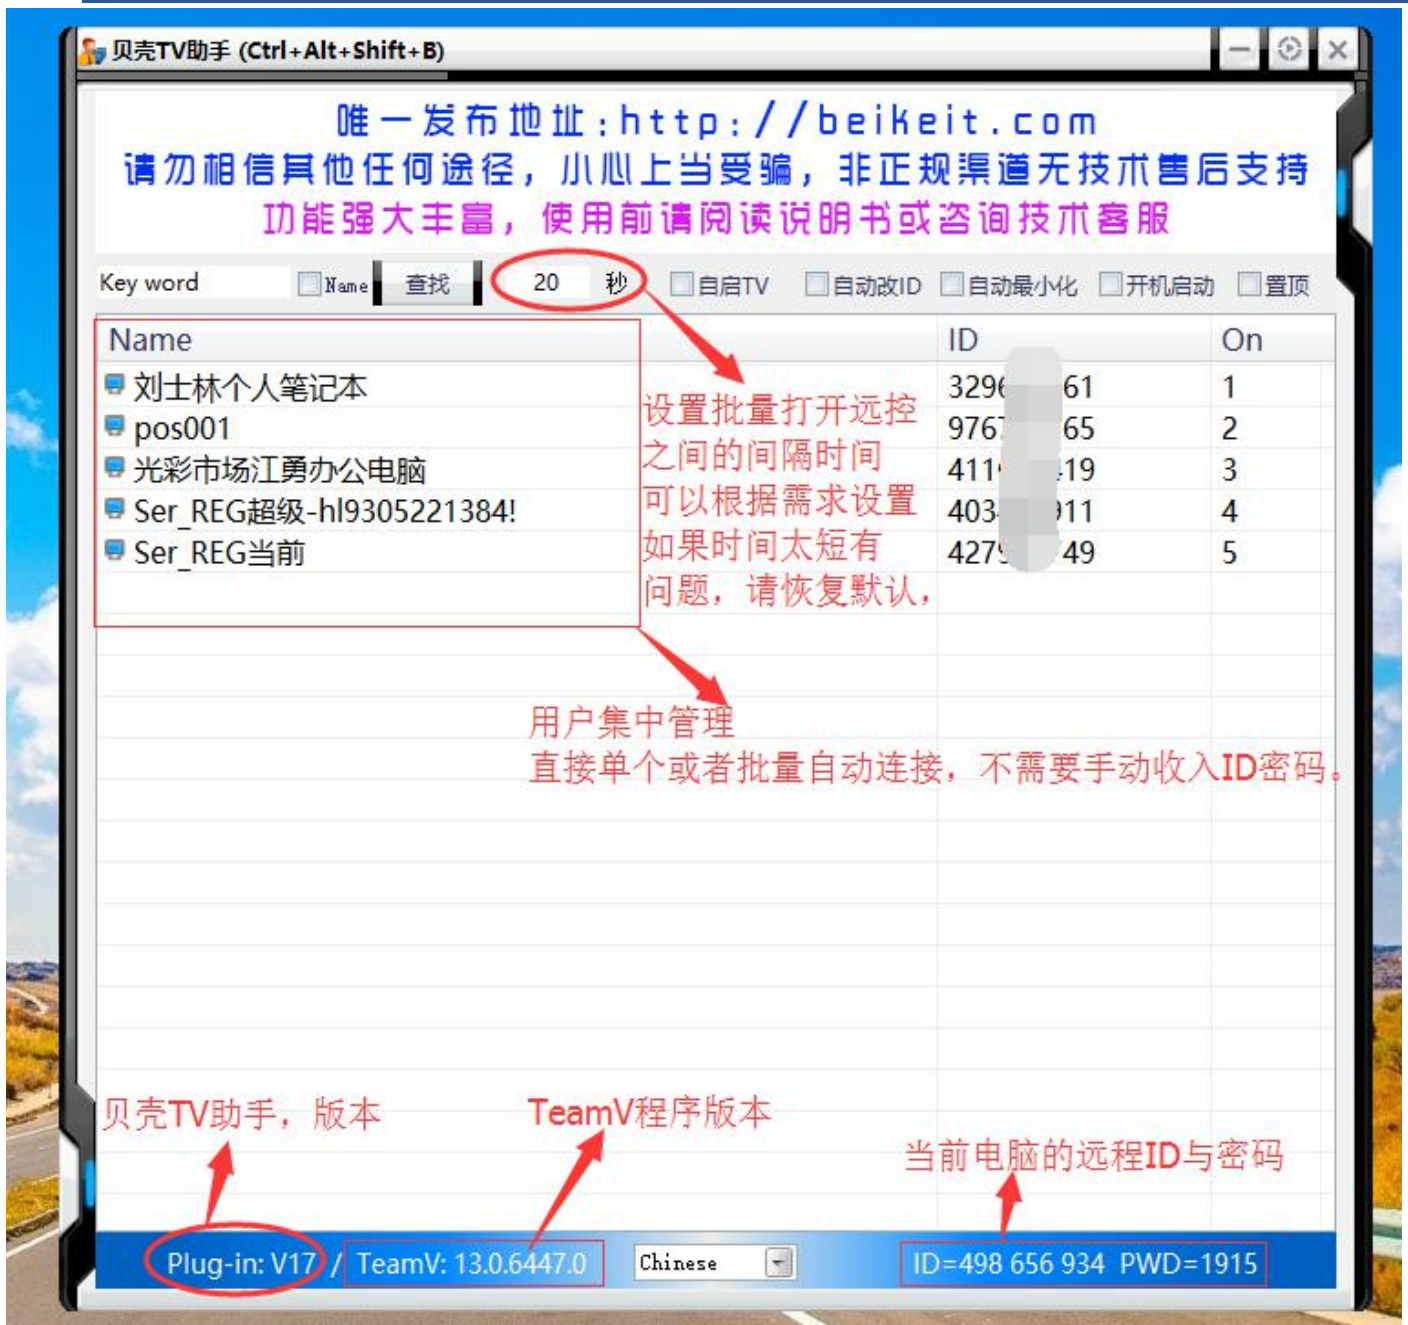 贝壳TV助手 (Ctrl+Alt+Shift+B)
唯一发布地址:http://beikeit.com
请勿相信其他任何途径,小心上当受骗,非正规渠道无技术售后支持
功能强大丰富,使用前请阅读说明书或咨询技术客服
Key word Name 查找 20 秒 自启TV 自动改ID 自动最小化 开机启动 置顶
Name ID On
刘士林个人笔记本 1
pos001 2
光彩市场江勇办公电脑 3
Ser_REG超级-hl9305221384! 4
Ser_REG当前 5
设置批量打开远控
之间的间隔时间
可以根据需求设置
如果时间太短有
问题，请恢复默认，
用户集中管理
直接单个或者批量自动连接，不需要手动收入ID密码。
贝壳TV助手，版本
TeamV程序版本
当前电脑的远程ID与密码
Plug-in: V17 / TeamV: 13.0.6447.0 Chinese ID=498 656 934 PWD=1915